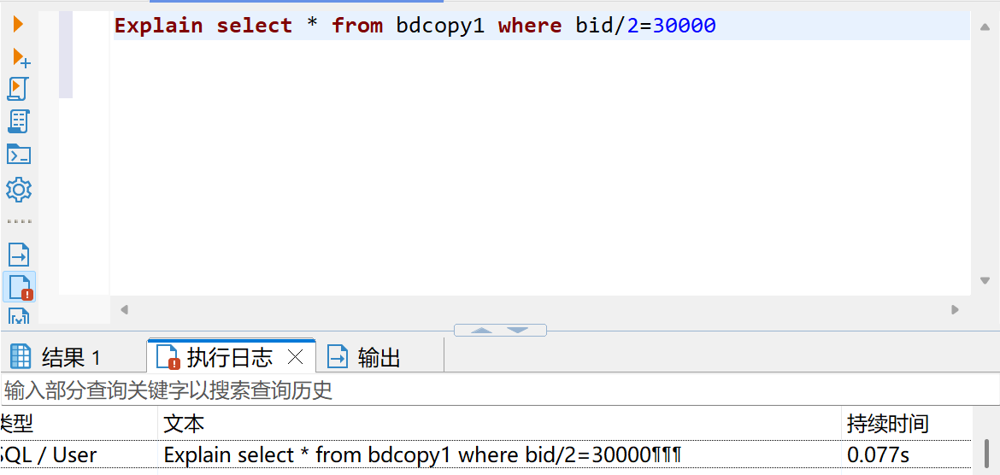 Explain select * from bdcopy1 where bid/2=30000
结果 1 执行日志 输出
输入部分查询关键字以搜索查询历史
类型 文本 持续时间
SQL / User Explain select * from bdcopy1 where bid/2=30000¶¶¶ 0.077s